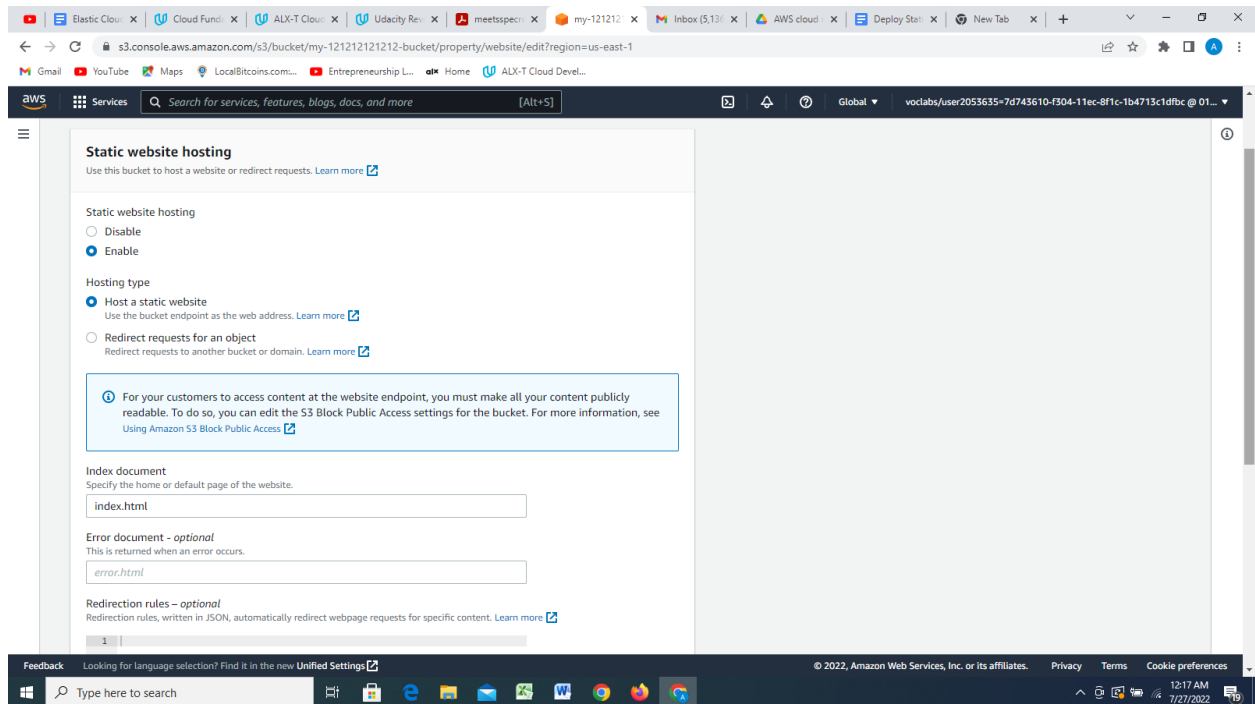 Elastic Clou
Cloud Funda
ALX-T Clou
Udacity Rev
meetsspecn
my-121212
Inbox (5,136
AWS cloud
Deploy Stati
New Tab
s3.console.aws.amazon.com/s3/bucket/my-121212121212-bucket/property/website/edit?region=us-east-1
A
Gmail
YouTube
Maps
LocalBitcoins.com:...
Entrepreneurship L...
alx Home
ALX-T Cloud Devel...
aws
Services
Search for services, features, blogs, docs, and more
[Alt+S]
Global
voclabs/user2053635=7d743610-f304-11ec-8f1c-1b4713c1dfbc @ 01...
Static website hosting
Use this bucket to host a website or redirect requests. Learn more
Static website hosting
Disable
Enable
Hosting type
Host a static website
Use the bucket endpoint as the web address. Learn more
Redirect requests for an object
Redirect requests to another bucket or domain. Learn more
For your customers to access content at the website endpoint, you must make all your content publicly
readable. To do so, you can edit the S3 Block Public Access settings for the bucket. For more information, see
Using Amazon S3 Block Public Access
Index document
Specify the home or default page of the website.
index.html
Error document - optional
This is returned when an error occurs.
error.html
Redirection rules – optional
Redirection rules, written in JSON, automatically redirect webpage requests for specific content. Learn more
1
Feedback
Looking for language selection? Find it in the new Unified Settings
© 2022, Amazon Web Services, Inc. or its affiliates.
Privacy
Terms
Cookie preferences
Type here to search
12:17 AM
7/27/2022
19